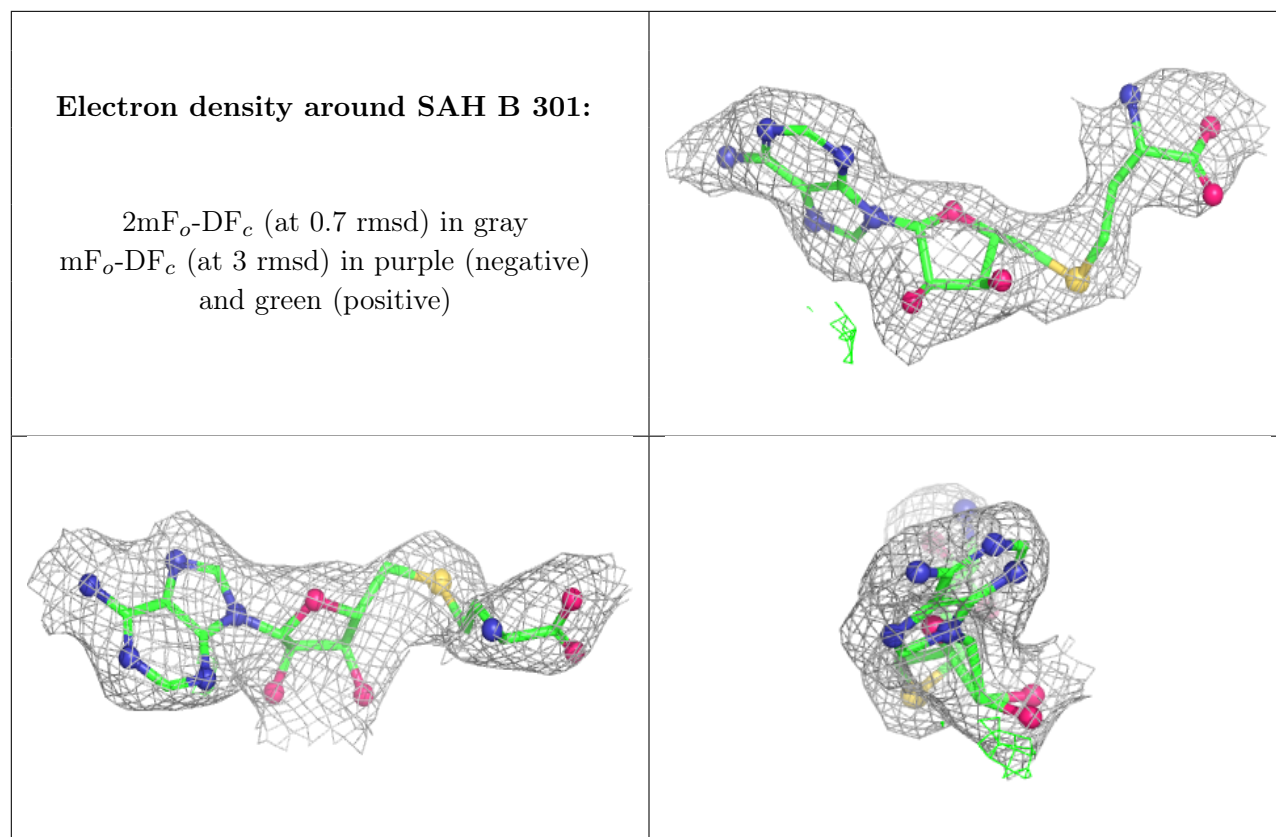 Electron density around SAH B 301:
2mFo-DFc (at 0.7 rmsd) in gray
mFo-DFc (at 3 rmsd) in purple (negative)
and green (positive)